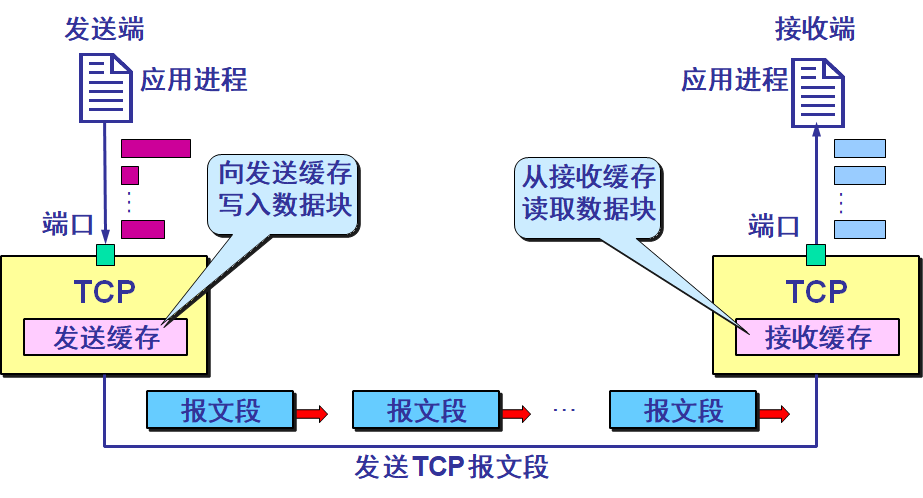 发送端
接收端
应用进程
应用进程
向发送缓存
写入数据块
从接收缓存
读取数据块
端口
端口
TCP
TCP
发送缓存
接收缓存
报文段
报文段
…
报文段
发送 TCP 报文段